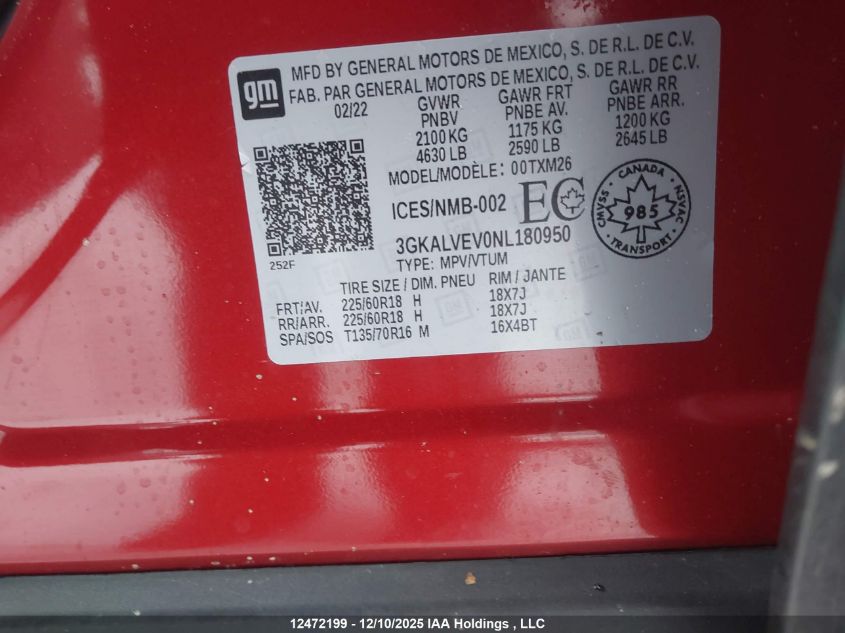 gm
MFD BY GENERAL MOTORS DE MEXICO, S. DE R.L. DE C.V.
FAB. PAR GENERAL MOTORS DE MEXICO, S. DE R.L. DE C.V.
02/22 GVWR GAWR FRT GAWR RR
PNBV PNBE AV. PNBE ARR.
2100 KG 1175 KG 1200 KG
4630 LB 2590 LB 2645 LB
MODEL/MODÈLE: 00TXM26
ICES/NMB-002 EC
CANADA
CMVSS 985 NSVAC
TRANSPORT
3GKALVEV0NL180950
252F
TYPE: MPV/VTUM
TIRE SIZE / DIM. PNEU RIM / JANTE
FRT/AV. 225/60R18 H 18X7J
RR/ARR. 225/60R18 H 18X7J
SPA/SOS T135/70R16 M 16X4BT
12472199 - 12/10/2025 IAA Holdings , LLC